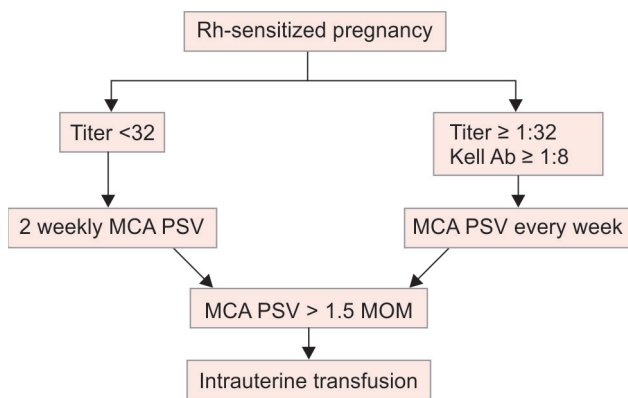 Rh-sensitized pregnancy
Titer <32
Titer ≥ 1:32
Kell Ab ≥ 1:8
2 weekly MCA PSV
MCA PSV every week
MCA PSV > 1.5 MOM
Intrauterine transfusion